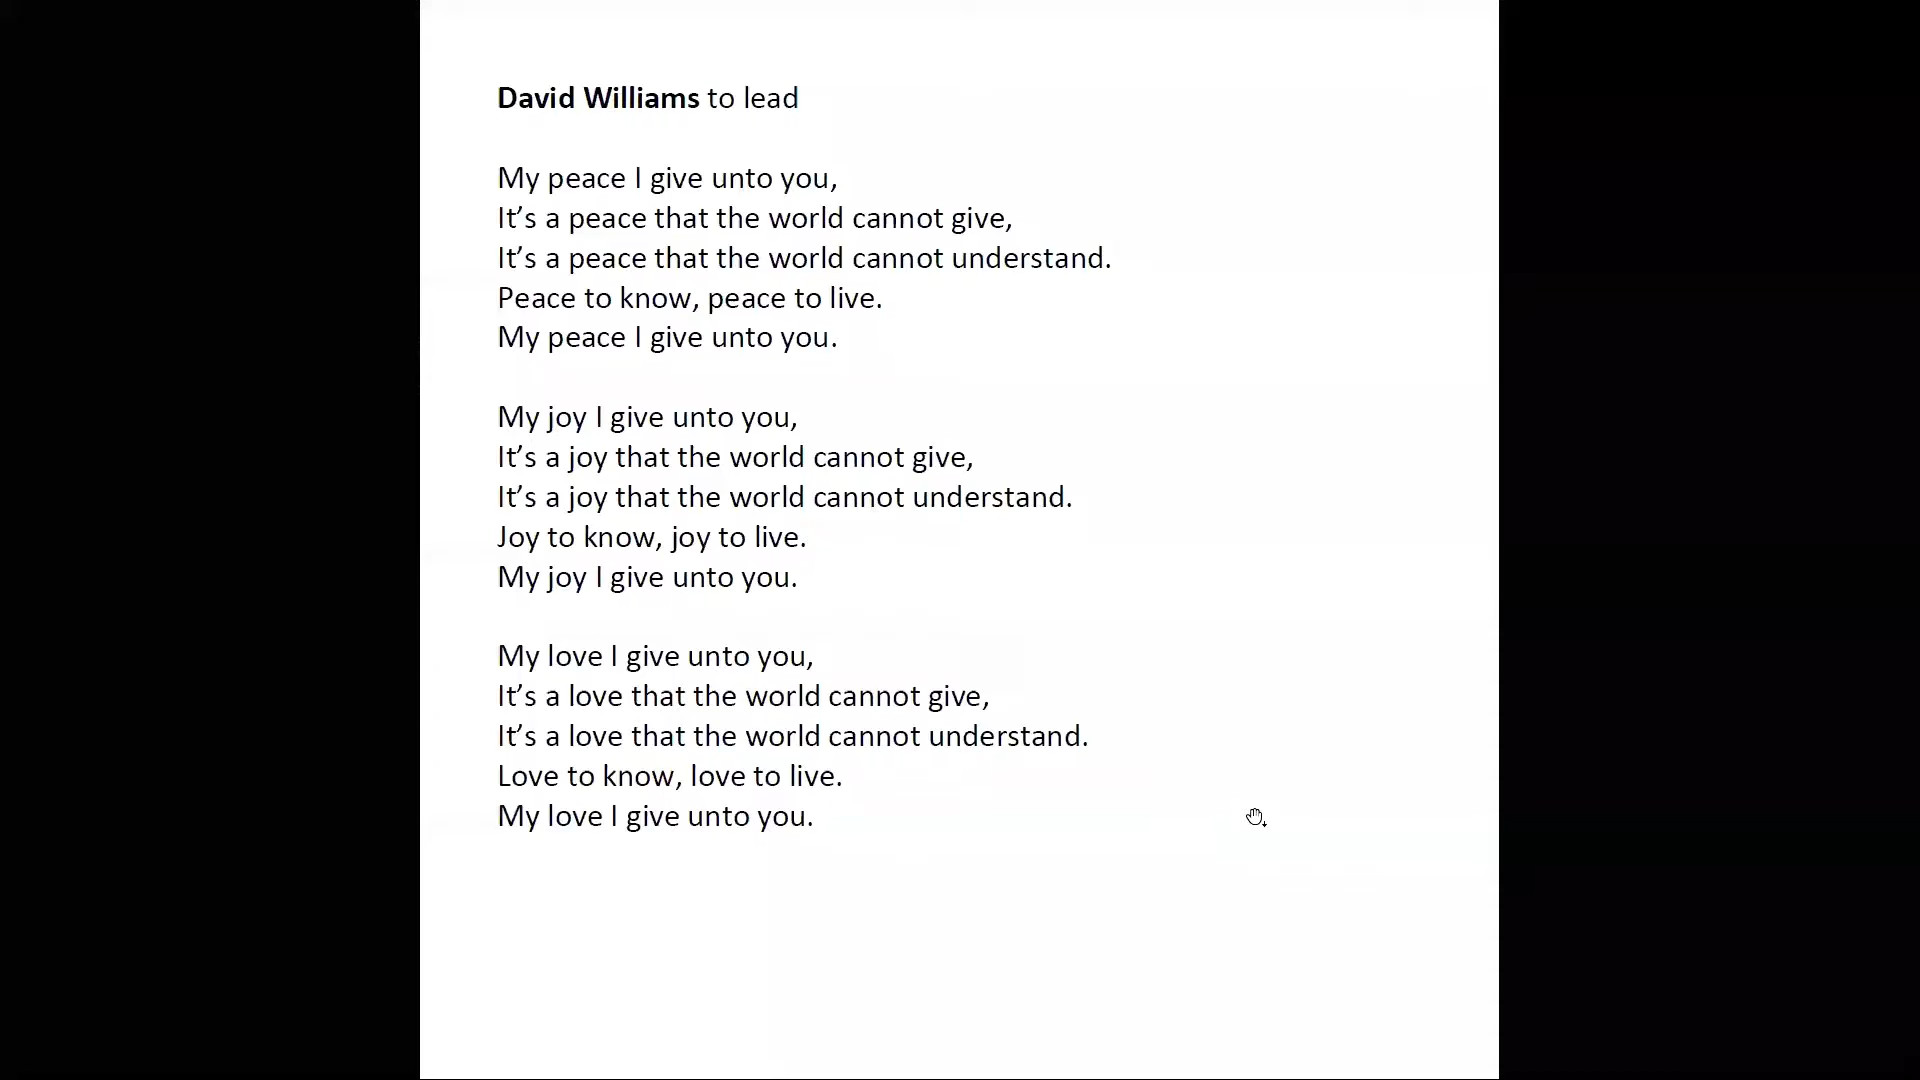 David Williams to lead
My peace I give unto you,
It’s a peace that the world cannot give,
It’s a peace that the world cannot understand.
Peace to know, peace to live.
My peace I give unto you.
My joy I give unto you,
It’s a joy that the world cannot give,
It’s a joy that the world cannot understand.
Joy to know, joy to live.
My joy I give unto you.
My love I give unto you,
It’s a love that the world cannot give,
It’s a love that the world cannot understand.
Love to know, love to live.
My love I give unto you.